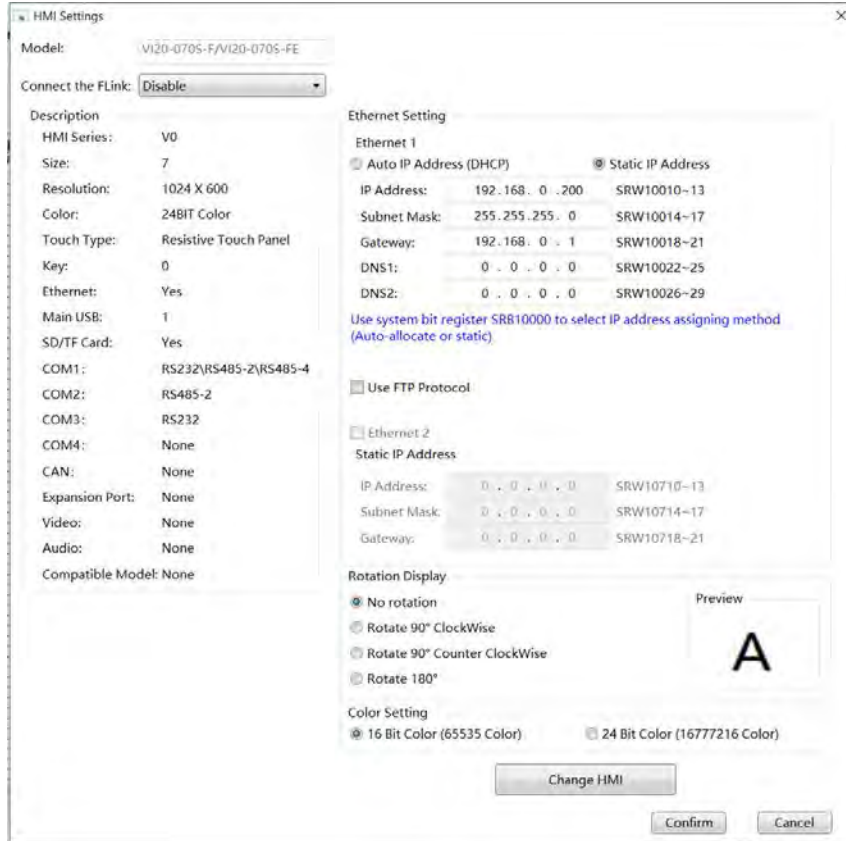 HMI Settings
Model: VI20-070S-F/VI20-070S-FE
Connect the FLink: Disable
Description
HMI Series: V0
Size: 7
Resolution: 1024 X 600
Color: 24BIT Color
Touch Type: Resistive Touch Panel
Key: 0
Ethernet: Yes
Main USB: 1
SD/TF Card: Yes
COM1: RS232\RS485-2\RS485-4
COM2: RS485-2
COM3: RS232
COM4: None
CAN: None
Expansion Port: None
Video: None
Audio: None
Compatible Model: None
Ethernet Setting
Ethernet 1
Auto IP Address (DHCP) Static IP Address
IP Address: 192.168. 0 .200 SRW10010~13
Subnet Mask: 255.255.255. 0 SRW10014~17
Gateway: 192.168. 0 . 1 SRW10018~21
DNS1: 0 . 0 . 0 . 0 SRW10022~25
DNS2: 0 . 0 . 0 . 0 SRW10026~29
Use system bit register SRB10000 to select IP address assigning method
(Auto-allocate or static)
Use FTP Protocol
Ethernet 2
Static IP Address
IP Address: 0 . 0 . 0 . 0 SRW10710~13
Subnet Mask: 0 . 0 . 0 . 0 SRW10714~17
Gateway: 0 . 0 . 0 . 0 SRW10718~21
Rotation Display
No rotation
Rotate 90° ClockWise
Rotate 90° Counter ClockWise
Rotate 180°
Preview
A
Color Setting
16 Bit Color (65535 Color) 24 Bit Color (16777216 Color)
Change HMI
Confirm Cancel